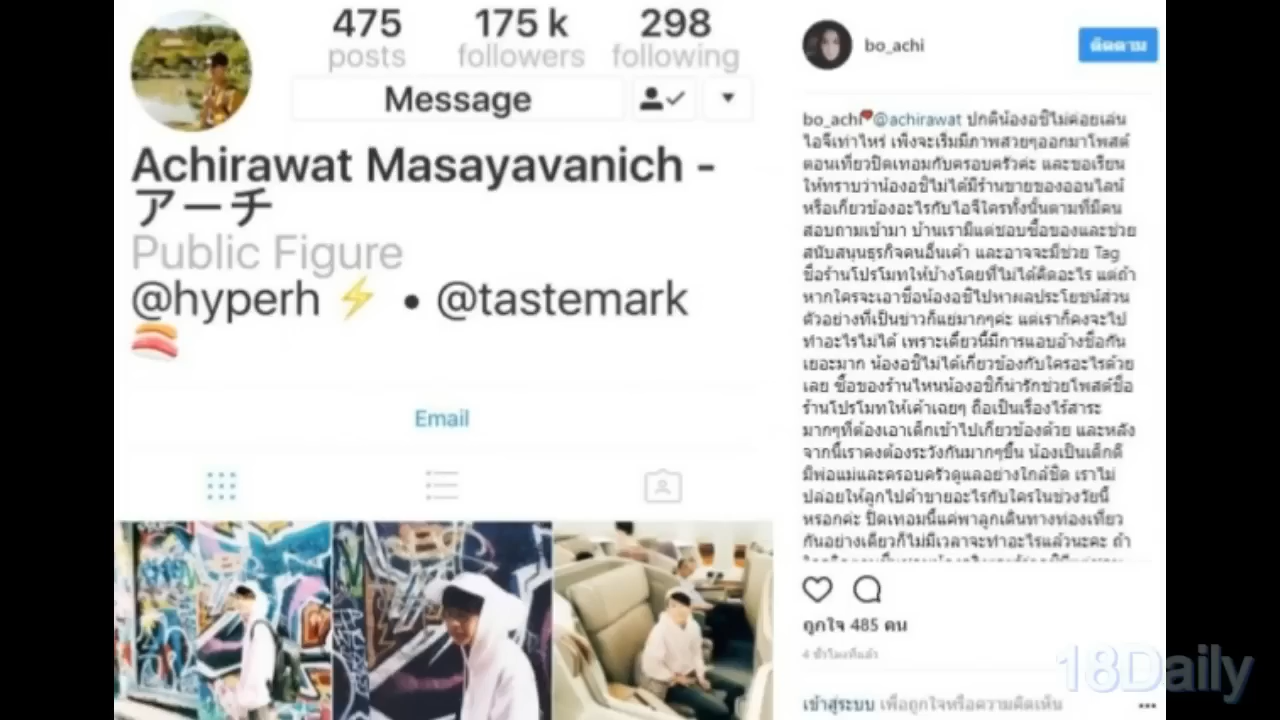 475 175 k 298
posts followers following
Message
Achirawat Masayavanich -
アーチ
Public Figure
@hyperh ⚡ • @tastemark
🍣
Email
bo_achi
ติดตาม
bo_achi❤@achirawat ปกติน้องอชิไม่ค่อยเล่น
ไอจีเท่าไหร่ เพิ่งจะเริ่มมีภาพสวยๆออกมาโพสต์
ตอนเที่ยวปิดเทอมกับครอบครัวค่ะ และขอเรียน
ให้ทราบว่าน้องอชิไม่ได้มีร้านขายของออนไลน์
หรือเกี่ยวข้องอะไรกับไอจีใครทั้งนั้นตามที่มีคน
สอบถามเข้ามา บ้านเรามีแต่ชอบซื้อของและช่วย
สนับสนุนธุรกิจคนอื่นเค้า และอาจจะมีช่วย Tag
ชื่อร้านโปรโมทให้บ้างโดยที่ไม่ได้คิดอะไร แต่ถ้า
หากใครจะเอาชื่อน้องอชิไปหาผลประโยชน์ส่วน
ตัวอย่างที่เป็นข่าวก็แย่มากๆค่ะ แต่เราก็คงจะไป
ทำอะไรไม่ได้ เพราะเดี๋ยวนี้มีการแอบอ้างชื่อกัน
เยอะมาก น้องอชิไม่ได้เกี่ยวข้องกับใครอะไรด้วย
เลย ซื้อของร้านไหนน้องอชิก็น่ารักช่วยโพสต์ชื่อ
ร้านโปรโมทให้เค้าเฉยๆ ถือเป็นเรื่องไร้สาระ
มากๆที่ต้องเอาเด็กเข้าไปเกี่ยวข้องด้วย และหลัง
จากนี้เราคงต้องระวังกันมากๆขึ้น น้องเป็นเด็กดี
มีพ่อแม่และครอบครัวดูแลอย่างใกล้ชิด เราไม่
ปล่อยให้ลูกไปค้าขายอะไรกับใครในช่วงวัยนี้
หรอกค่ะ ปิดเทอมนี้แค่พาลูกเดินทางท่องเที่ยว
กันอย่างเดียวก็ไม่มีเวลาจะทำอะไรแล้วนะคะ ถ้า
ถูกใจ 485 คน
4 ชั่วโมงที่แล้ว
18Daily
เข้าสู่ระบบ เพื่อถูกใจหรือความคิดเห็น